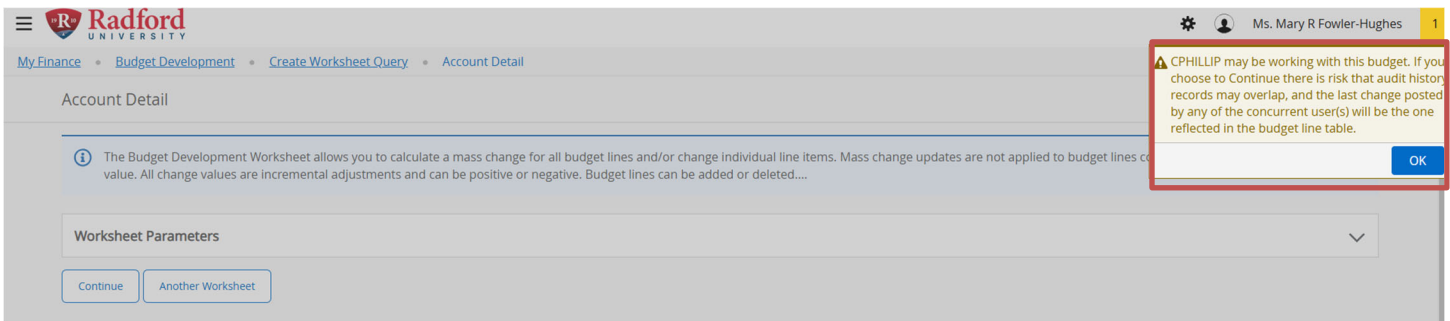 19 R 10
Radford
UNIVERSITY
Ms. Mary R Fowler-Hughes 1
My Finance • Budget Development • Create Worksheet Query • Account Detail
CPHILLIP may be working with this budget. If you
choose to Continue there is risk that audit history
records may overlap, and the last change posted
by any of the concurrent user(s) will be the one
reflected in the budget line table.
OK
Account Detail
The Budget Development Worksheet allows you to calculate a mass change for all budget lines and/or change individual line items. Mass change updates are not applied to budget lines
value. All change values are incremental adjustments and can be positive or negative. Budget lines can be added or deleted....
Worksheet Parameters
Continue Another Worksheet